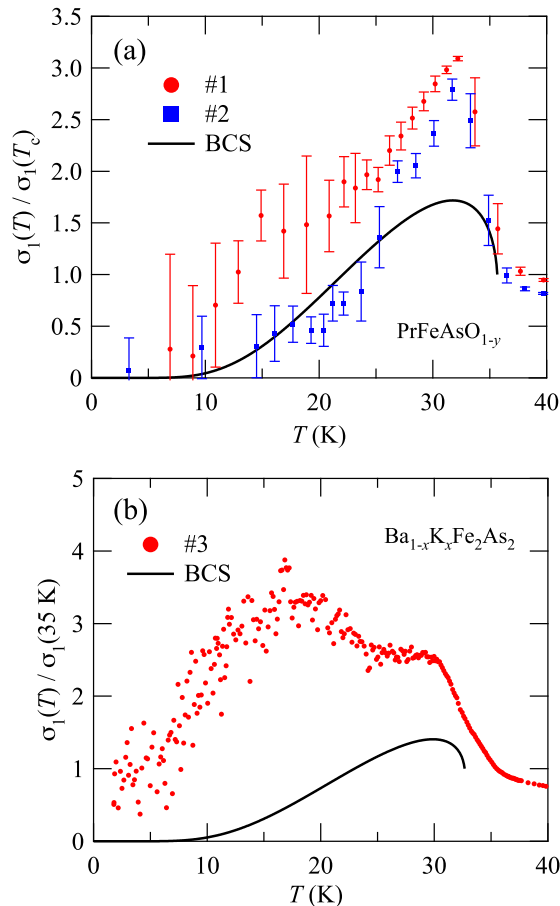 (a)
#1
#2
BCS
PrFeAsO1-y
σ1(T) / σ1(Tc)
3.5
3.0
2.5
2.0
1.5
1.0
0.5
0
0 10 20 30 40
T (K)
(b)
#3
BCS
Ba1-xKxFe2As2
σ1(T) / σ1(35 K)
5
4
3
2
1
0
0 10 20 30 40
T (K)